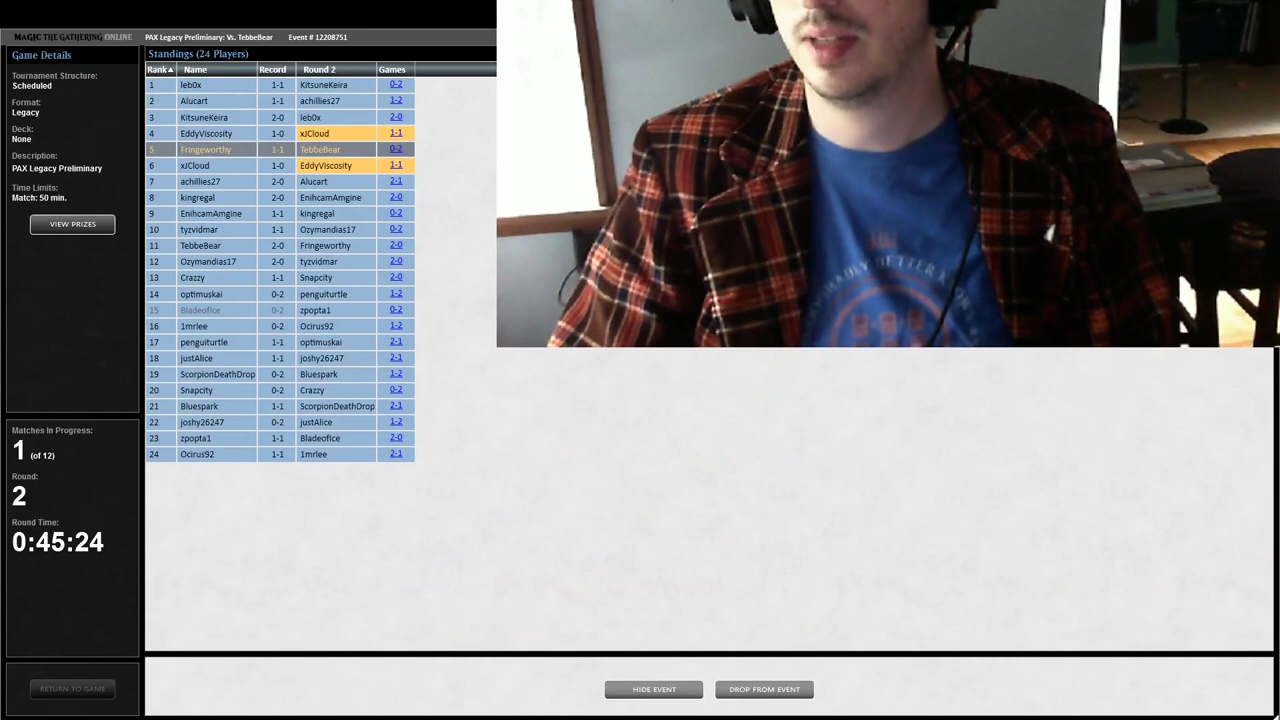 MAGIC THE GATHERING ONLINE
PAX Legacy Preliminary: Vs. TebbeBear Event # 12208751
Game Details
Tournament Structure:
Scheduled
Format:
Legacy
Deck:
None
Description:
PAX Legacy Preliminary
Time Limits:
Match: 50 min.
VIEW PRIZES
Matches In Progress:
1 (of 12)
Round:
2
Round Time:
0:45:24
RETURN TO GAME
Standings (24 Players)
Rank Name Record Round 2 Games
1 leb0x 1-1 KitsuneKeira 0-2
2 Alucart 1-1 achillies27 1-2
3 KitsuneKeira 2-0 leb0x 2-0
4 EddyViscosity 1-0 xJCloud 1-1
5 Fringeworthy 1-1 TebbeBear 0-2
6 xJCloud 1-0 EddyViscosity 1-1
7 achillies27 2-0 Alucart 2-1
8 kingregal 2-0 EnihcamAmgine 2-0
9 EnihcamAmgine 1-1 kingregal 0-2
10 tyzvidmar 1-1 Ozymandias17 0-2
11 TebbeBear 2-0 Fringeworthy 2-0
12 Ozymandias17 2-0 tyzvidmar 2-0
13 Crazzy 1-1 Snapcity 2-0
14 optimuskai 0-2 penguiturtle 1-2
15 BladeofIce 0-2 zpopta1 0-2
16 1mrlee 0-2 Ocirus92 1-2
17 penguiturtle 1-1 optimuskai 2-1
18 justAlice 1-1 joshy26247 2-1
19 ScorpionDeathDrop 0-2 Bluespark 1-2
20 Snapcity 0-2 Crazzy 0-2
21 Bluespark 1-1 ScorpionDeathDrop 2-1
22 joshy26247 0-2 justAlice 1-2
23 zpopta1 1-1 BladeofIce 2-0
24 Ocirus92 1-1 1mrlee 2-1
HIDE EVENT DROP FROM EVENT